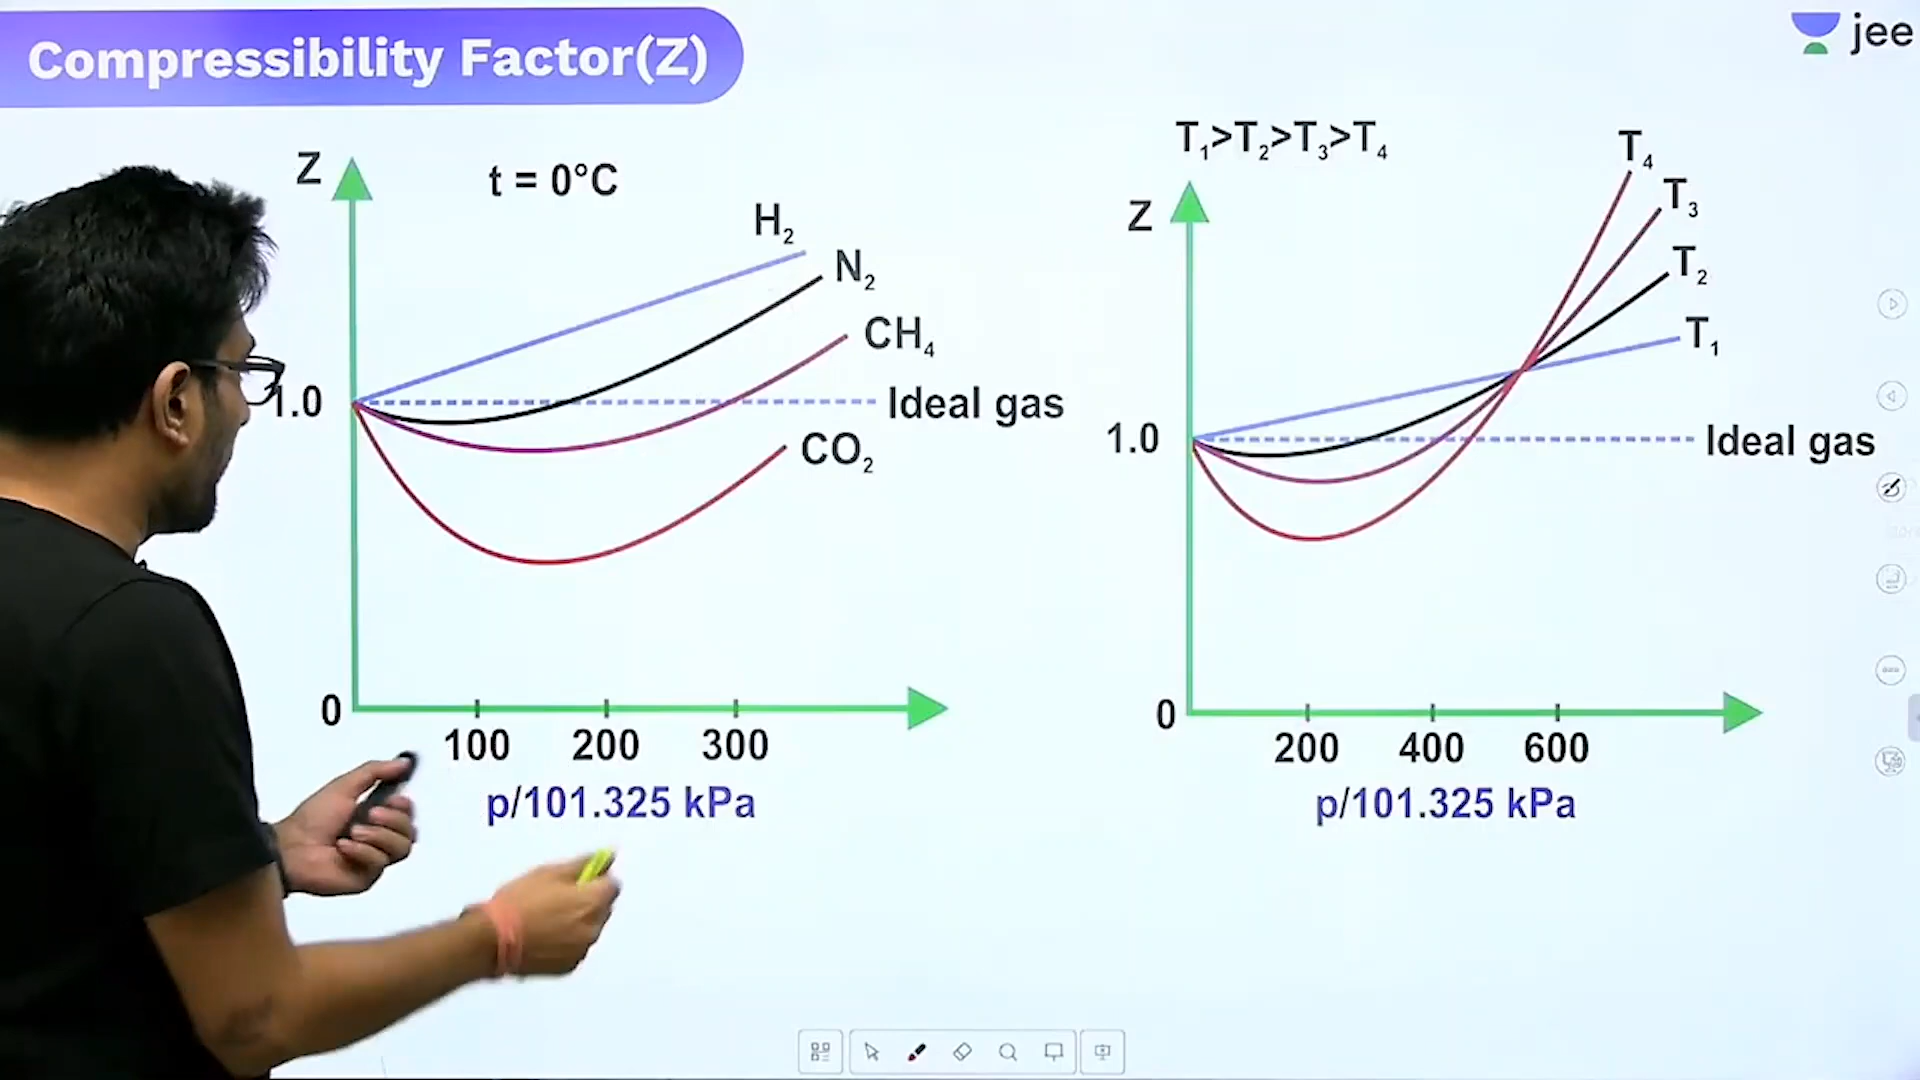 Compressibility Factor(Z)
jee
Z
t = 0°C
H₂
N₂
CH₄
1.0
Ideal gas
CO₂
0
100 200 300
p/101.325 kPa
T₁>T₂>T₃>T₄
Z
T₄
T₃
T₂
T₁
1.0
Ideal gas
0
200 400 600
p/101.325 kPa